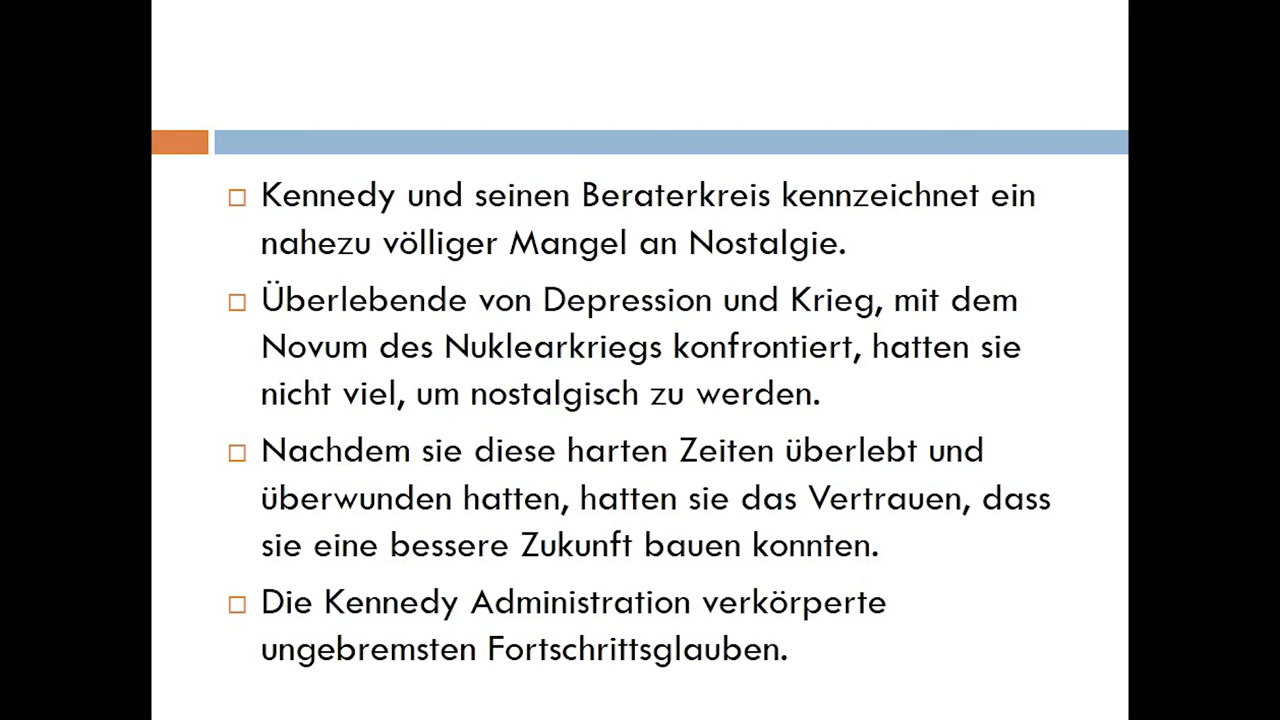 Kennedy und seinen Beraterkreis kennzeichnet ein
nahezu völliger Mangel an Nostalgie.
Überlebende von Depression und Krieg, mit dem
Novum des Nuklearkriegs konfrontiert, hatten sie
nicht viel, um nostalgisch zu werden.
Nachdem sie diese harten Zeiten überlebt und
überwunden hatten, hatten sie das Vertrauen, dass
sie eine bessere Zukunft bauen konnten.
Die Kennedy Administration verkörperte
ungebremsten Fortschrittsglauben.